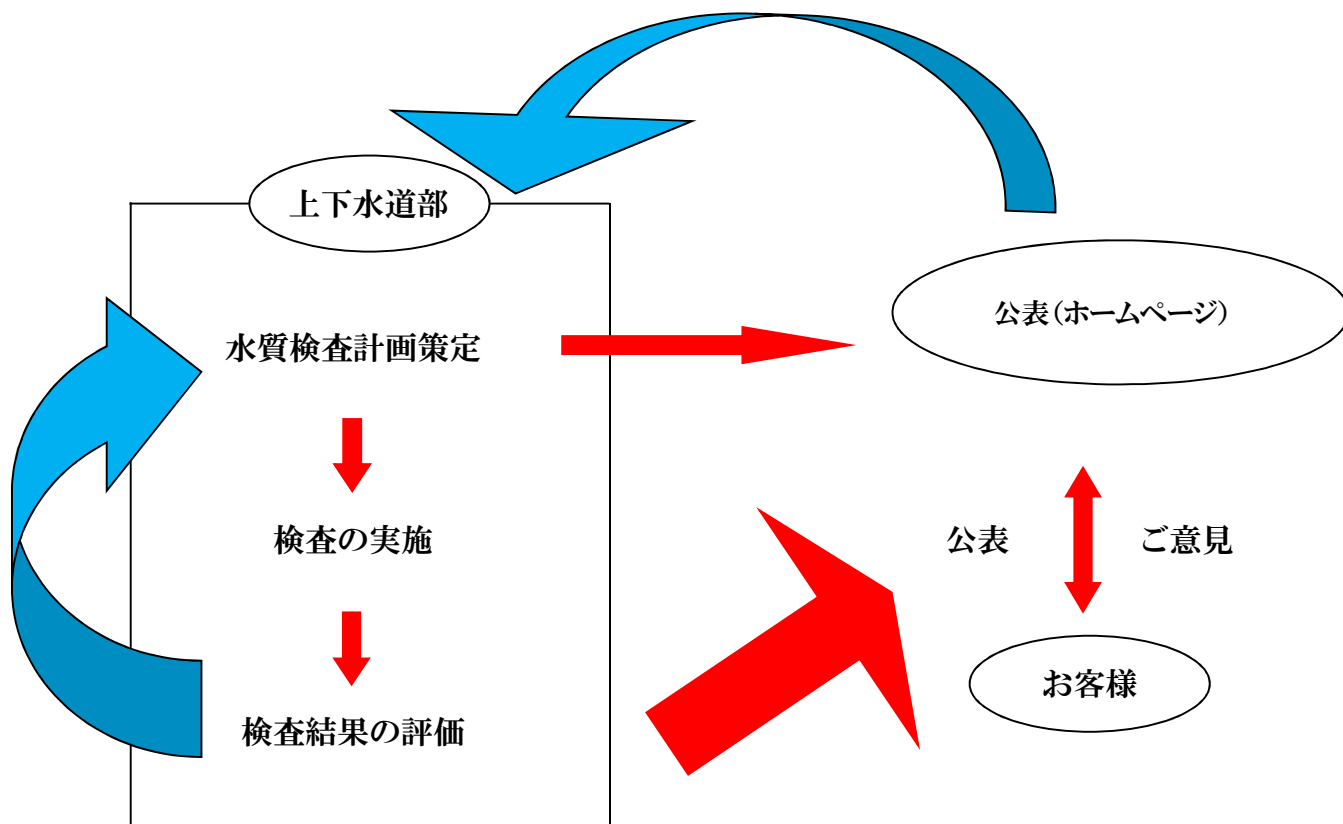 上下水道部
公表（ホームページ）
水質検査計画策定
検査の実施
公表
ご意見
お客様
検査結果の評価